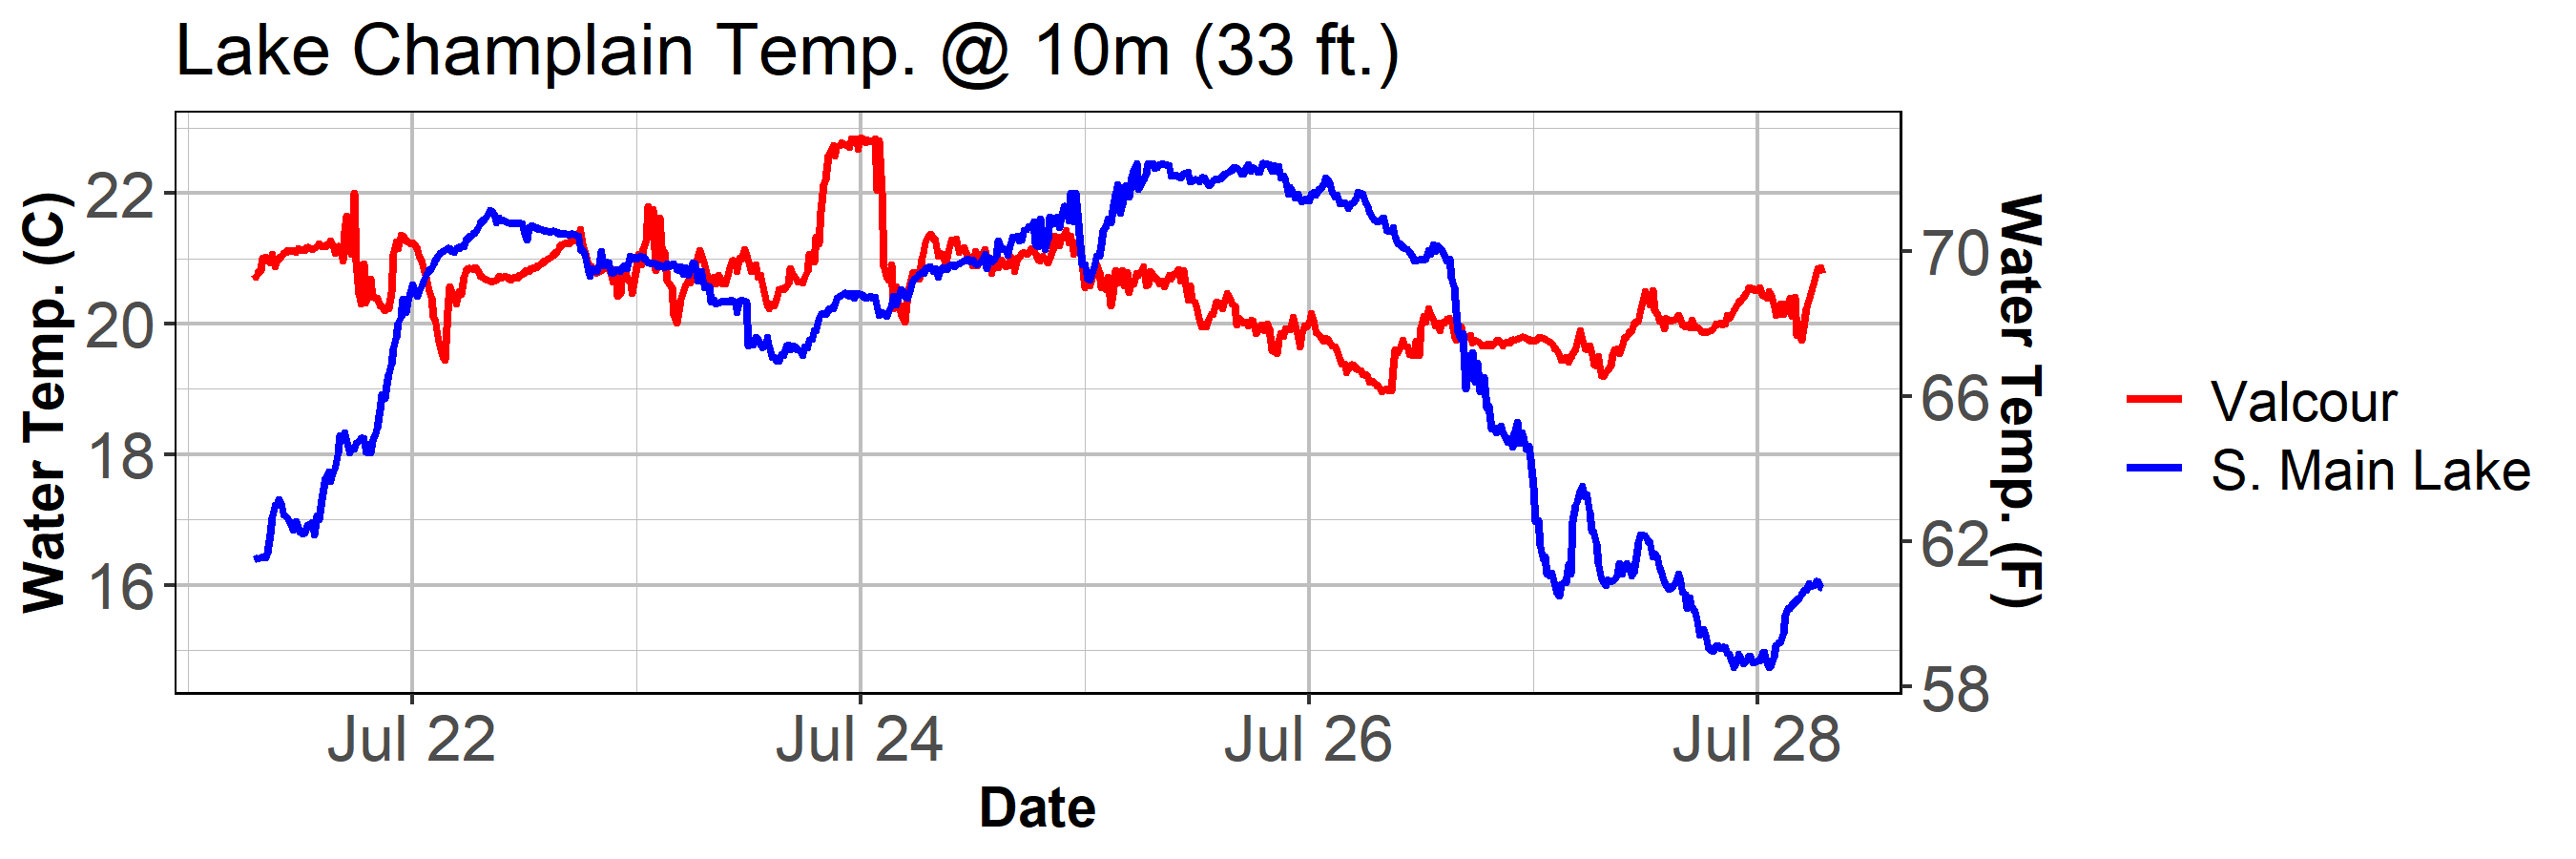 Lake Champlain Temp. @ 10m (33 ft.)
Water Temp. (C)
22
20
18
16
70
66
62
58
Water Temp. (F)
Jul 22
Jul 24
Jul 26
Jul 28
Date
Valcour
S. Main Lake